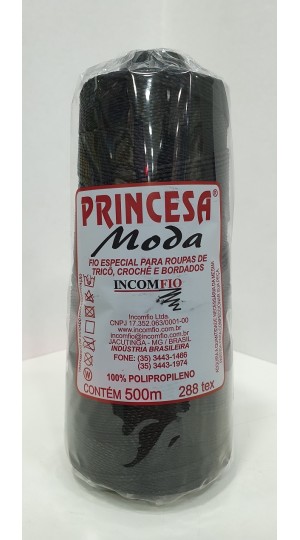 PRINCESA®
Moda
FIO ESPECIAL PARA ROUPAS DE
TRICÔ, CROCHÊ E BORDADOS
INCOMFIO
Incomfio Ltda.
CNPJ 17.352.063/0001-00
www.incomfio.com.br
incomfio@incomfio.com.br
JACUTINGA - MG / BRASIL
INDÚSTRIA BRASILEIRA
FONE: (35) 3443-1466
(35) 3443-1974
100% POLIPROPILENO
CONTÉM 500m 288 tex